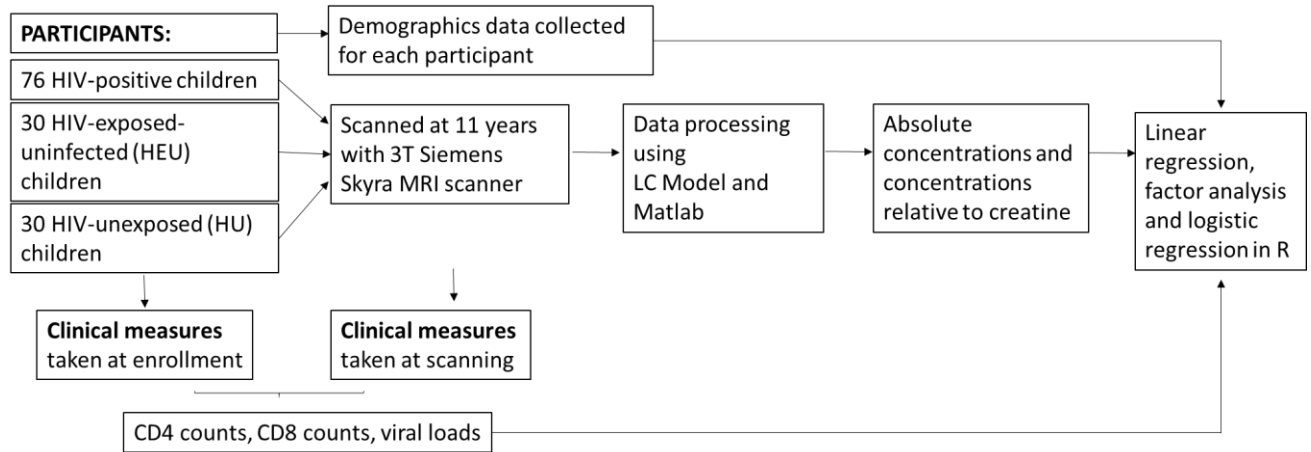 PARTICIPANTS:
Demographics data collected
for each participant
76 HIV-positive children
30 HIV-exposed-
uninfected (HEU)
children
30 HIV-unexposed (HU)
children
Scanned at 11 years
with 3T Siemens
Skyra MRI scanner
Data processing
using
LC Model and
Matlab
Absolute
concentrations and
concentrations
relative to creatine
Linear
regression,
factor analysis
and logistic
regression in R
Clinical measures
taken at enrollment
Clinical measures
taken at scanning
CD4 counts, CD8 counts, viral loads